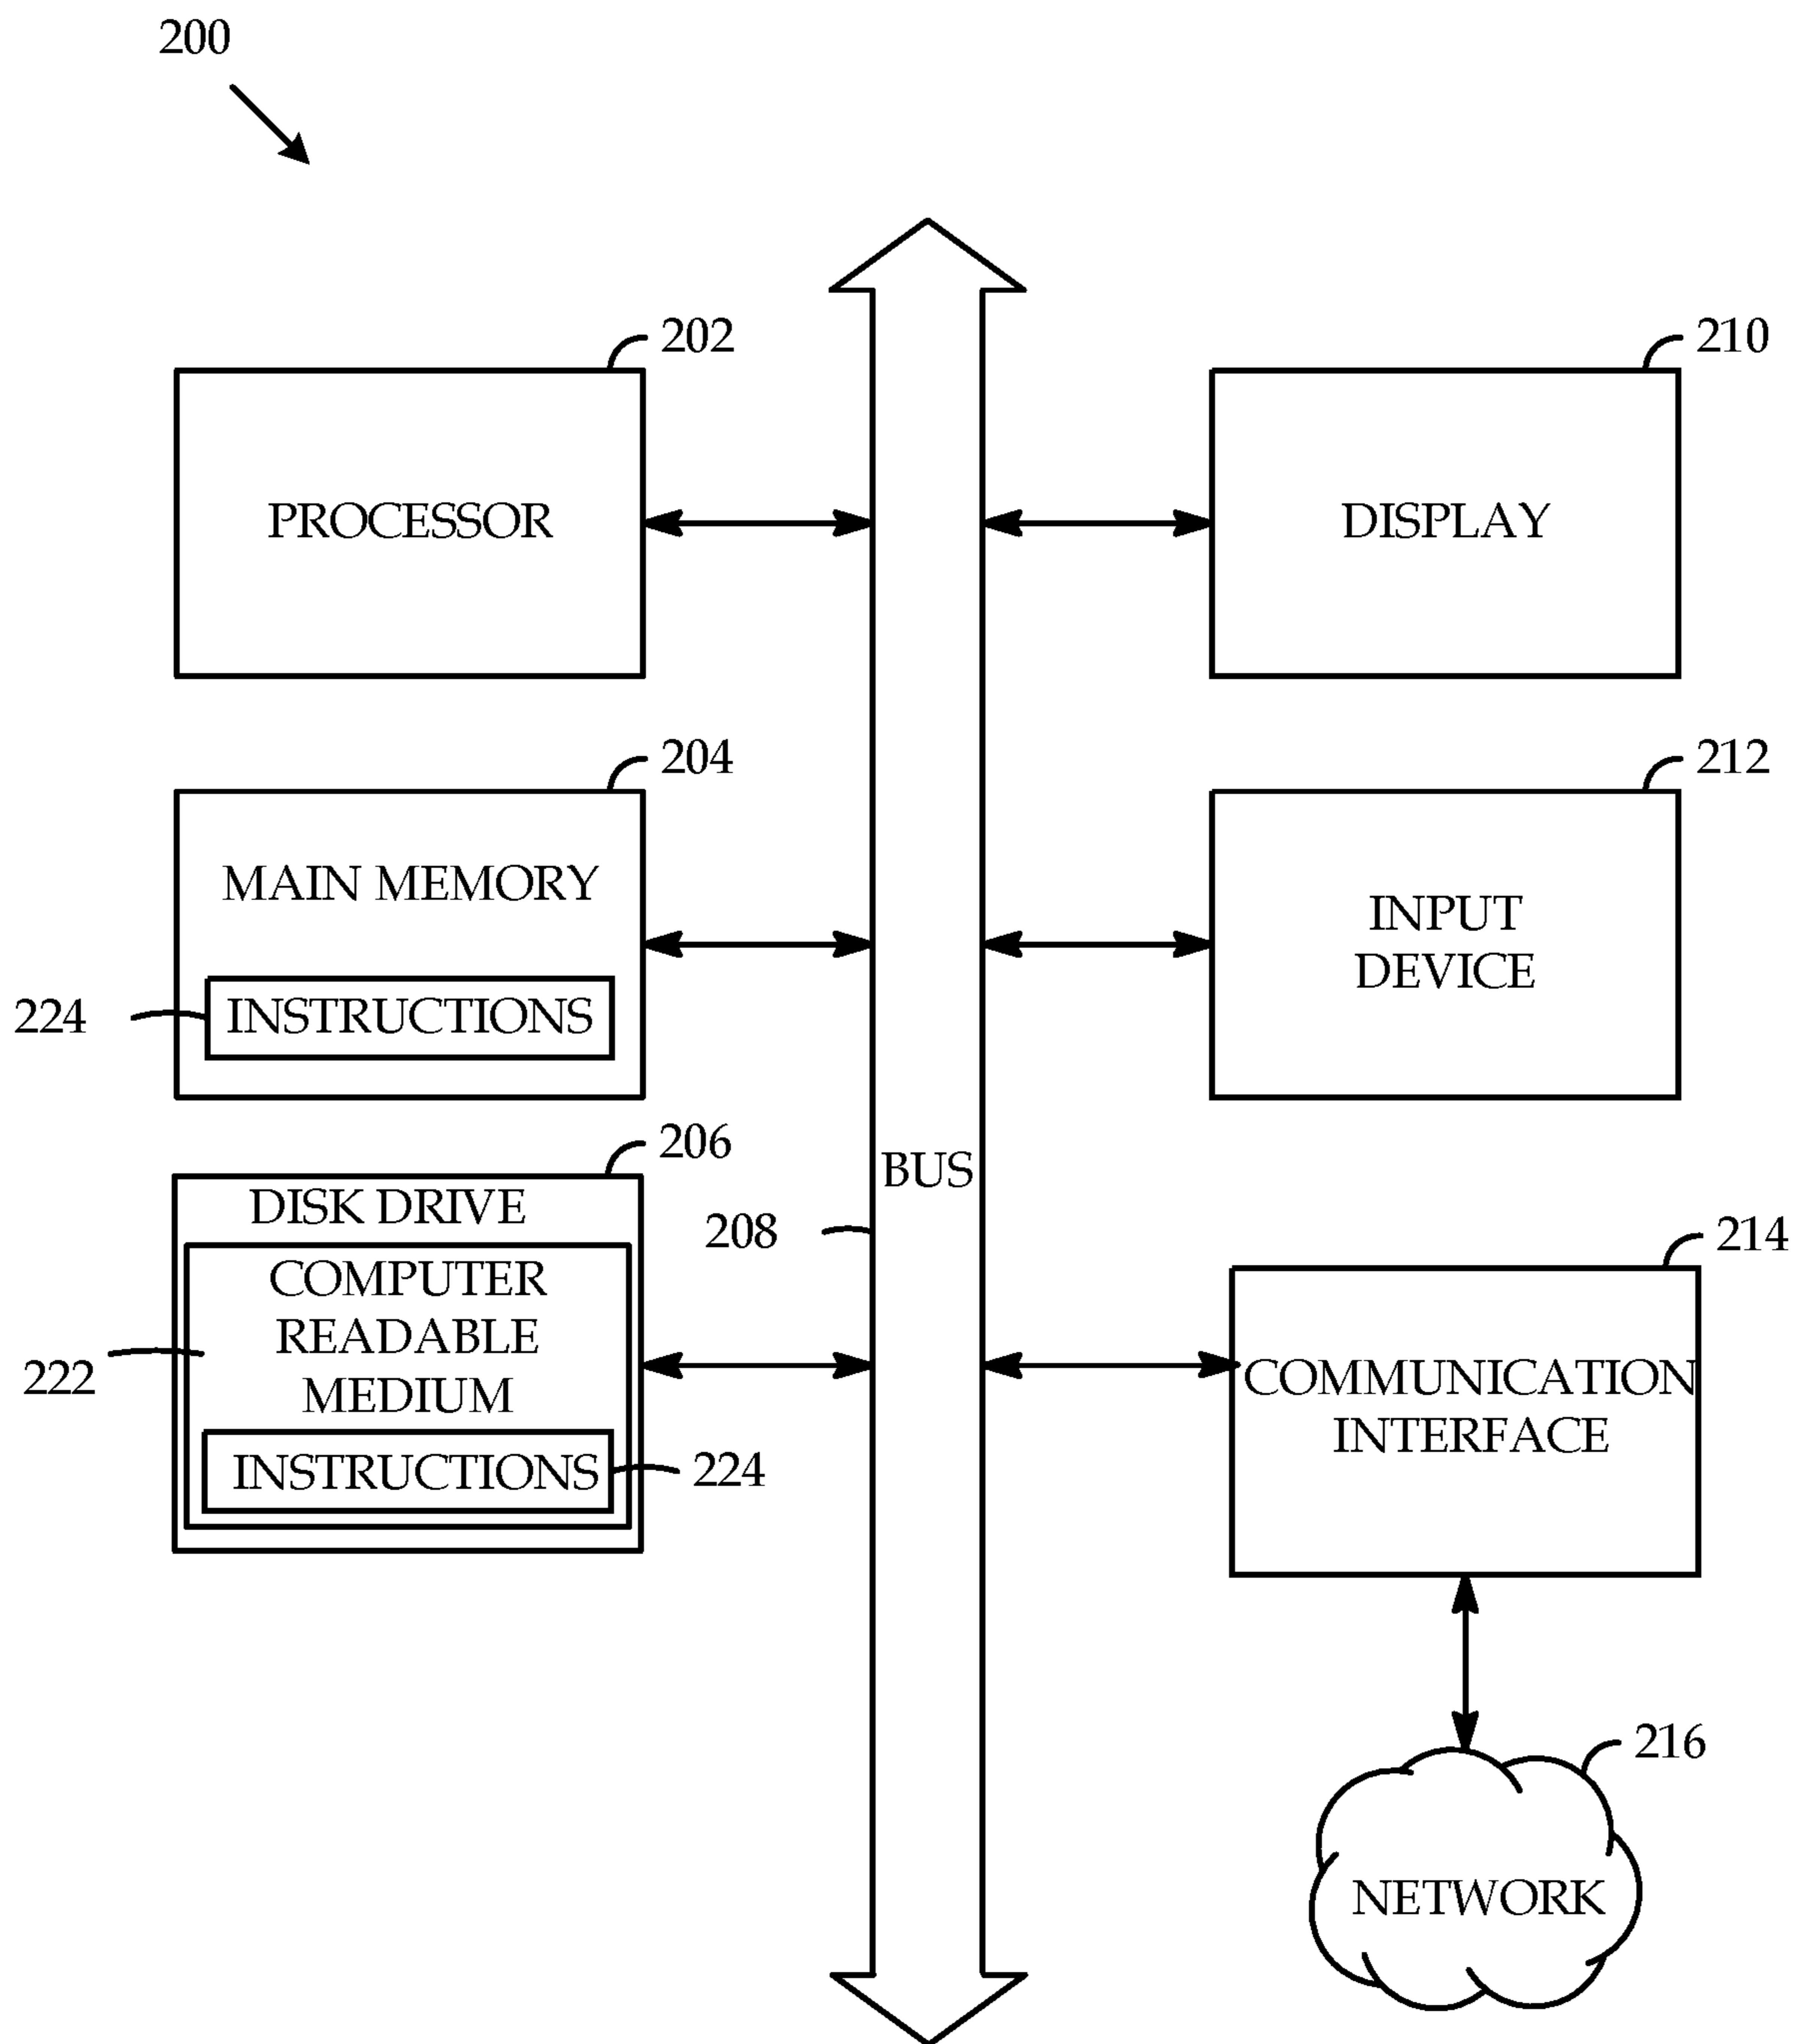 200
202
PROCESSOR
210
DISPLAY
204
MAIN MEMORY
224
INSTRUCTIONS
212
INPUT
DEVICE
206
DISK DRIVE
COMPUTER
READABLE
MEDIUM
222
INSTRUCTIONS
224
BUS
208
214
COMMUNICATION
INTERFACE
216
NETWORK